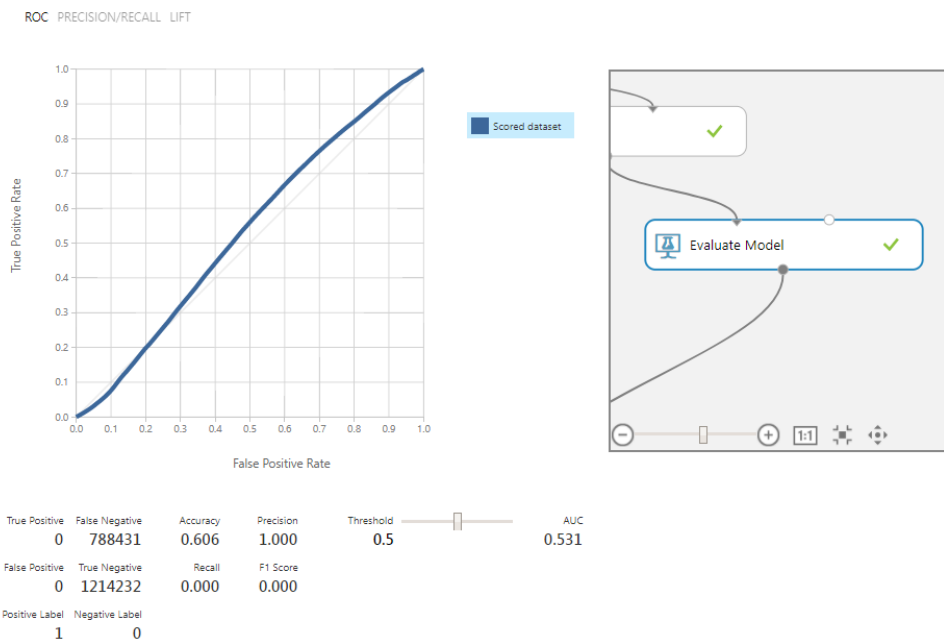 ROC PRECISION/RECALL LIFT
1.0
0.9
0.8
0.7
0.6
0.5
0.4
0.3
0.2
0.1
0.0
True Positive Rate
0.0 0.1 0.2 0.3 0.4 0.5 0.6 0.7 0.8 0.9 1.0
False Positive Rate
Scored dataset
Evaluate Model
1:1
True Positive False Negative Accuracy Precision Threshold AUC
0 788431 0.606 1.000 0.5 0.531
False Positive True Negative Recall F1 Score
0 1214232 0.000 0.000
Positive Label Negative Label
1 0